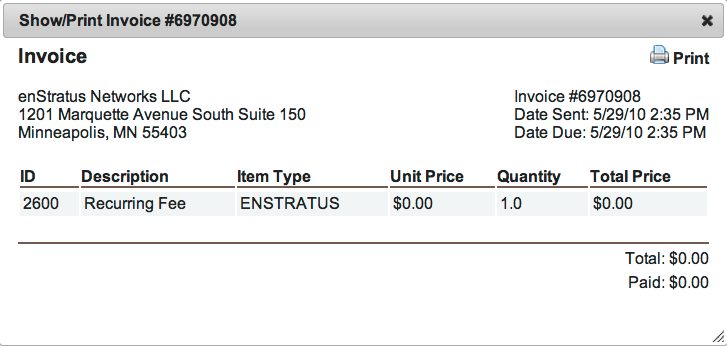 Show/Print Invoice #6970908
Invoice
Print
enStratus Networks LLC
1201 Marquette Avenue South Suite 150
Minneapolis, MN 55403
Invoice #6970908
Date Sent: 5/29/10 2:35 PM
Date Due: 5/29/10 2:35 PM
ID Description Item Type Unit Price Quantity Total Price
2600 Recurring Fee ENSTRATUS $0.00 1.0 $0.00
Total: $0.00
Paid: $0.00